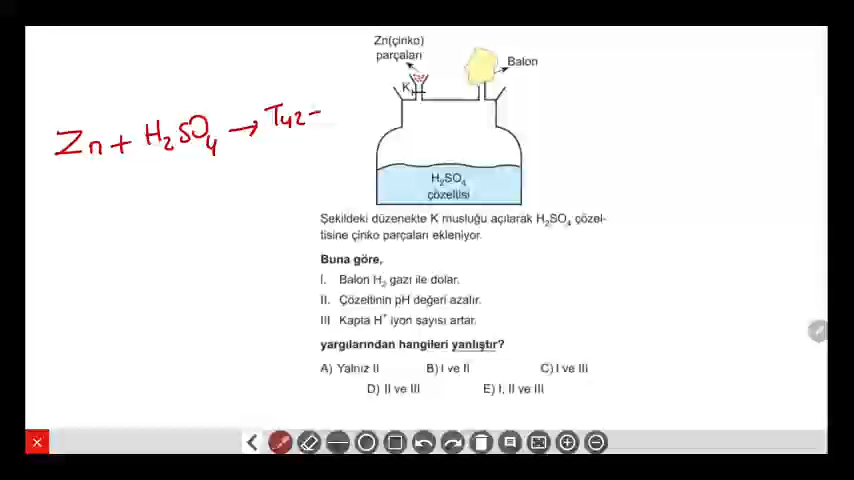 Zn(çinko)
parçaları
Balon
K
Zn + H₂SO₄ →
H₂SO₄
çözeltisi
Şekildeki düzenekte K musluğu açılarak H₂SO₄ çözel-
tisine çinko parçaları ekleniyor.
Buna göre,
I. Balon H₂ gazı ile dolar.
II. Çözeltinin pH değeri azalır.
III Kapta H⁺ iyon sayısı artar.
yargılarından hangileri yanlıştır?
A) Yalnız II B) I ve II C) I ve III
D) II ve III E) I, II ve III